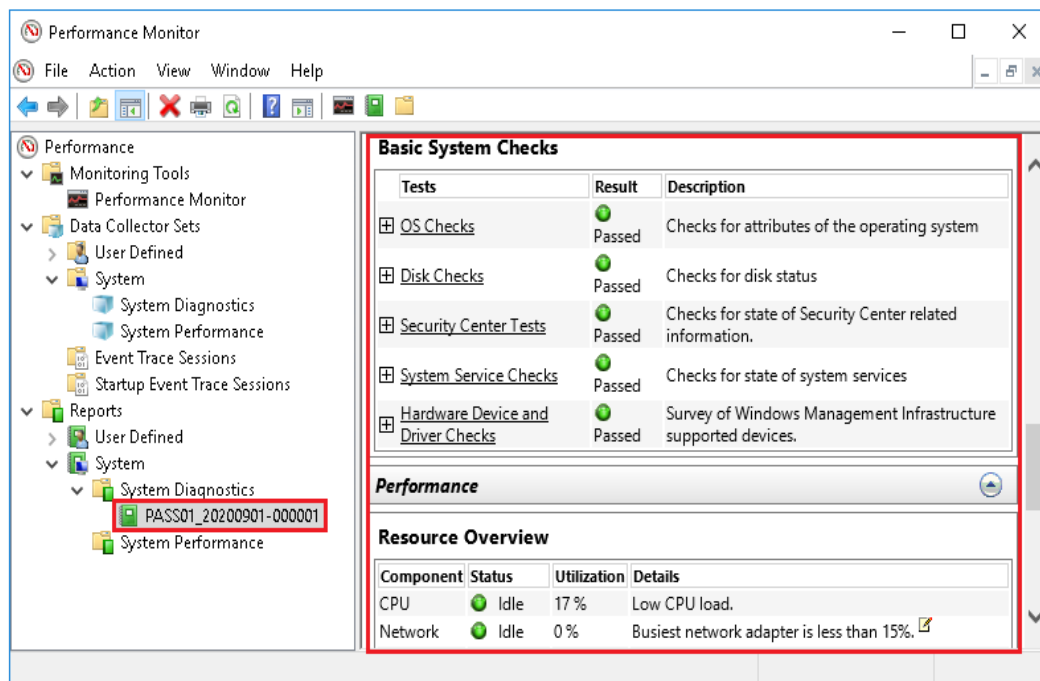 Performance Monitor
File Action View Window Help
Performance
Monitoring Tools
Performance Monitor
Data Collector Sets
User Defined
System
System Diagnostics
System Performance
Event Trace Sessions
Startup Event Trace Sessions
Reports
User Defined
System
System Diagnostics
PASS01_20200901-000001
System Performance
Basic System Checks
Tests Result Description
OS Checks Passed Checks for attributes of the operating system
Disk Checks Passed Checks for disk status
Security Center Tests Passed Checks for state of Security Center related
information.
System Service Checks Passed Checks for state of system services
Hardware Device and
Driver Checks Passed Survey of Windows Management Infrastructure
supported devices.
Performance
Resource Overview
Component Status Utilization Details
CPU Idle 17 % Low CPU load.
Network Idle 0 % Busiest network adapter is less than 15%.